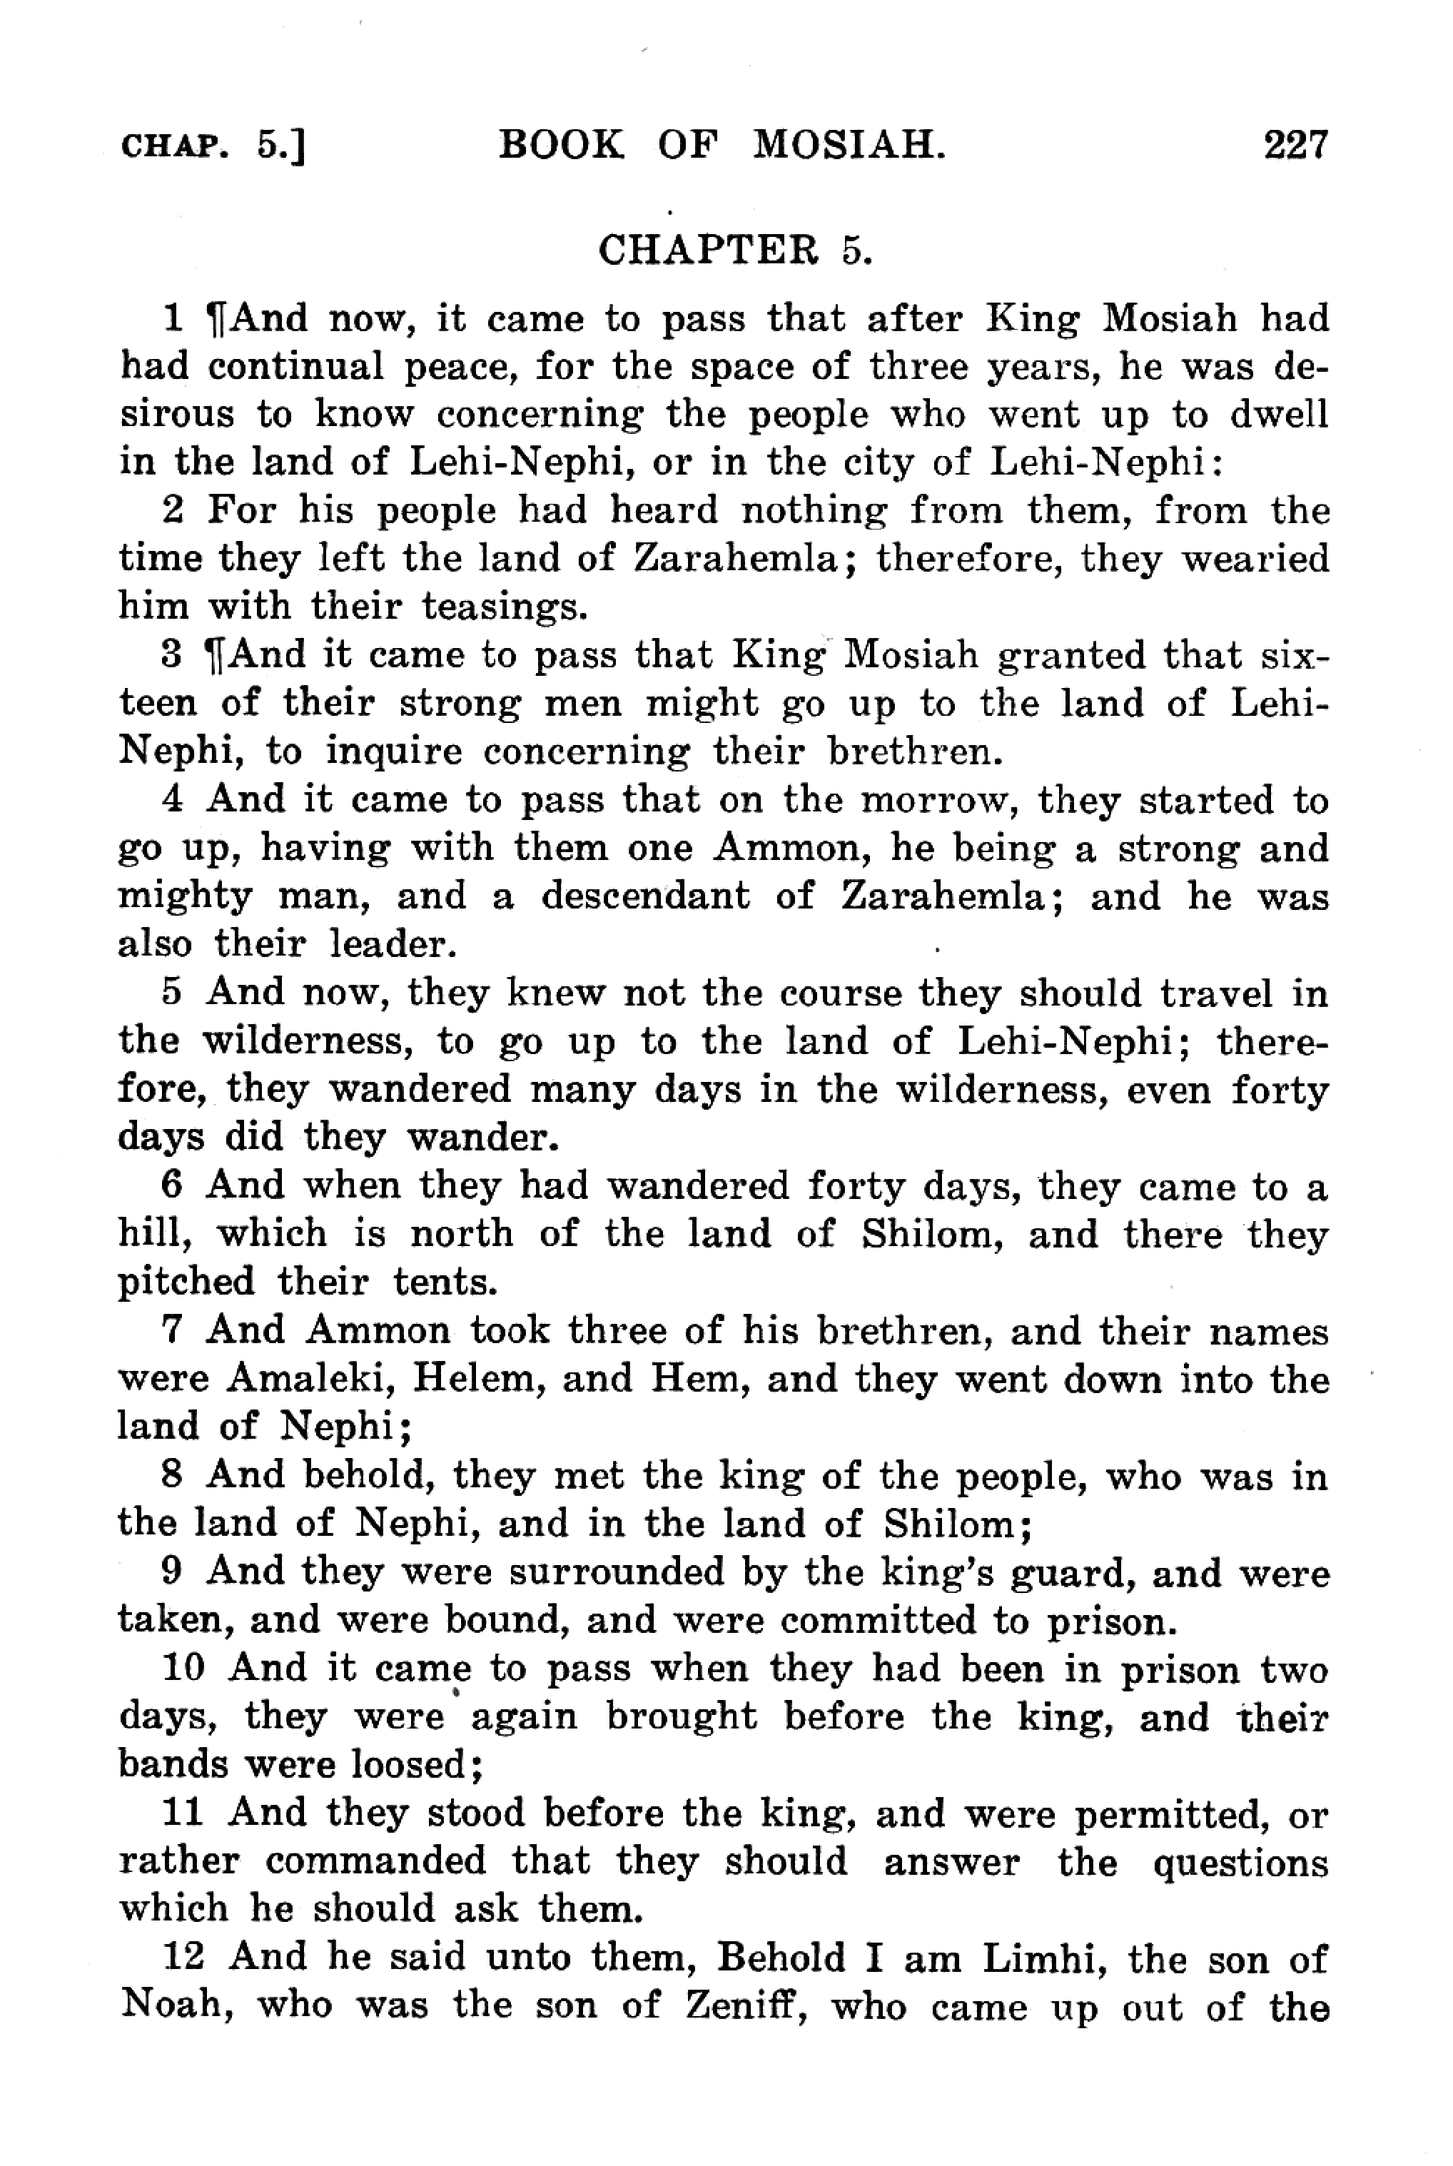 CHAP. 5.] BOOK OF MOSIAH. 227
CHAPTER 5.
1 ¶And now, it came to pass that after King Mosiah had
had continual peace, for the space of three years, he was de-
sirous to know concerning the people who went up to dwell
in the land of Lehi-Nephi, or in the city of Lehi-Nephi:
2 For his people had heard nothing from them, from the
time they left the land of Zarahemla; therefore, they wearied
him with their teasings.
3 ¶And it came to pass that King Mosiah granted that six-
teen of their strong men might go up to the land of Lehi-
Nephi, to inquire concerning their brethren.
4 And it came to pass that on the morrow, they started to
go up, having with them one Ammon, he being a strong and
mighty man, and a descendant of Zarahemla; and he was
also their leader.
5 And now, they knew not the course they should travel in
the wilderness, to go up to the land of Lehi-Nephi; there-
fore, they wandered many days in the wilderness, even forty
days did they wander.
6 And when they had wandered forty days, they came to a
hill, which is north of the land of Shilom, and there they
pitched their tents.
7 And Ammon took three of his brethren, and their names
were Amaleki, Helem, and Hem, and they went down into the
land of Nephi;
8 And behold, they met the king of the people, who was in
the land of Nephi, and in the land of Shilom;
9 And they were surrounded by the king's guard, and were
taken, and were bound, and were committed to prison.
10 And it came to pass when they had been in prison two
days, they were again brought before the king, and their
bands were loosed;
11 And they stood before the king, and were permitted, or
rather commanded that they should answer the questions
which he should ask them.
12 And he said unto them, Behold I am Limhi, the son of
Noah, who was the son of Zeniff, who came up out of the